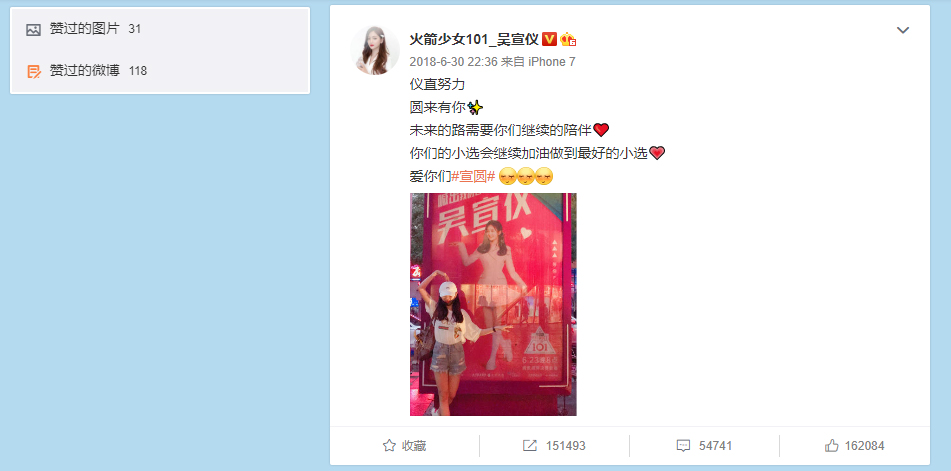 赞过的图片 31
赞过的微博 118
火箭少女101_吴宣仪
2018-6-30 22:36 来自 iPhone 7
仪直努力
圆来有你
未来的路需要你们继续的陪伴
你们的小选会继续加油做到最好的小选
爱你们#宣圆#
吴宣仪
101
收藏
151493
54741
162084